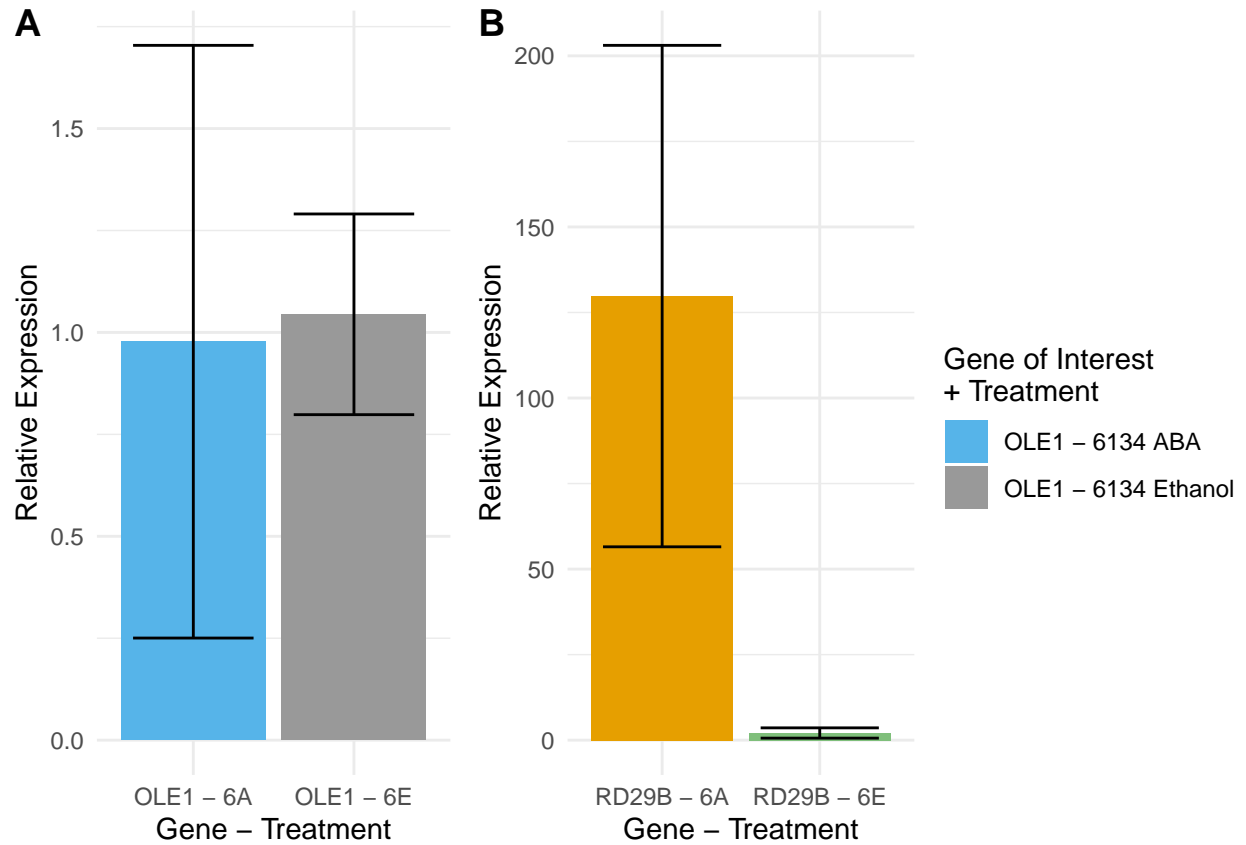 A
Relative Expression
1.5
1.0
0.5
0.0
OLE1 – 6A
OLE1 – 6E
Gene – Treatment
B
Relative Expression
200
150
100
50
0
RD29B – 6A
RD29B – 6E
Gene – Treatment
Gene of Interest
+ Treatment
OLE1 – 6134 ABA
OLE1 – 6134 Ethanol